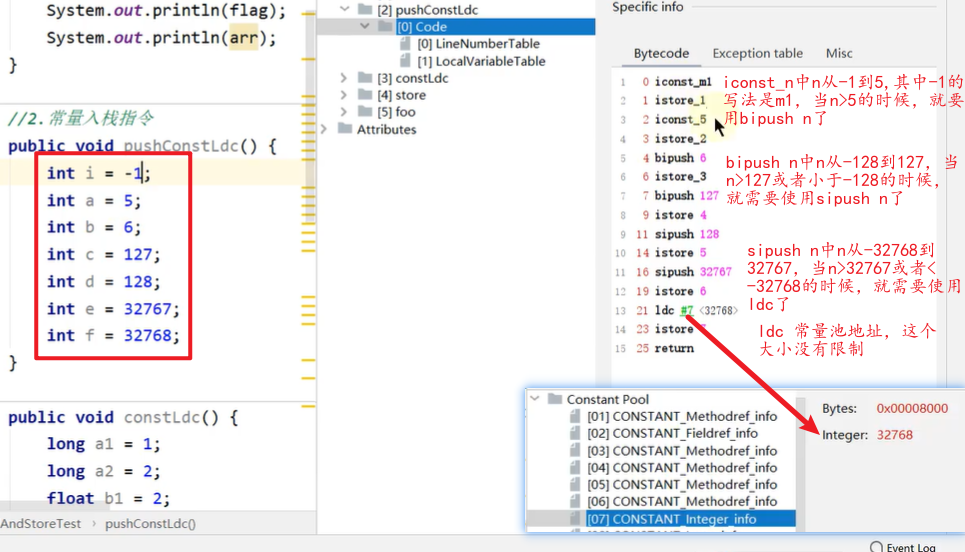 System.out.println(flag);
System.out.println(arr);
}
//2.常量入栈指令
public void pushConstLdc() {
int i = -1;
int a = 5;
int b = 6;
int c = 127;
int d = 128;
int e = 32767;
int f = 32768;
}
public void constLdc() {
long a1 = 1;
long a2 = 2;
float b1 = 2;
AndStoreTest › pushConstLdc()
[2] pushConstLdc
[0] Code
[0] LineNumberTable
[1] LocalVariableTable
[3] constLdc
[4] store
[5] foo
Attributes
Specific info
Bytecode Exception table Misc
1 0 iconst_m1
2 1 istore_1
3 2 iconst_5
4 3 istore_2
5 4 bipush 6
6 6 istore_3
7 7 bipush 127
8 9 istore 4
9 11 sipush 128
10 14 istore 5
11 16 sipush 32767
12 19 istore 6
13 21 ldc #7 <32768>
14 23 istore
15 25 return
iconst_n中n从-1到5,其中-1的
写法是m1，当n>5的时候，就要
用bipush n了
bipush n中n从-128到127，当
n>127或者小于-128的时候，
就需要使用sipush n了
sipush n中n从-32768到
32767，当n>32767或者<
-32768的时候，就需要使用
ldc了
ldc 常量池地址，这个
大小没有限制
Constant Pool
[01] CONSTANT_Methodref_info
[02] CONSTANT_Fieldref_info
[03] CONSTANT_Methodref_info
[04] CONSTANT_Methodref_info
[05] CONSTANT_Methodref_info
[06] CONSTANT_Methodref_info
[07] CONSTANT_Integer_info
Bytes: 0x00008000
Integer: 32768
Event Log